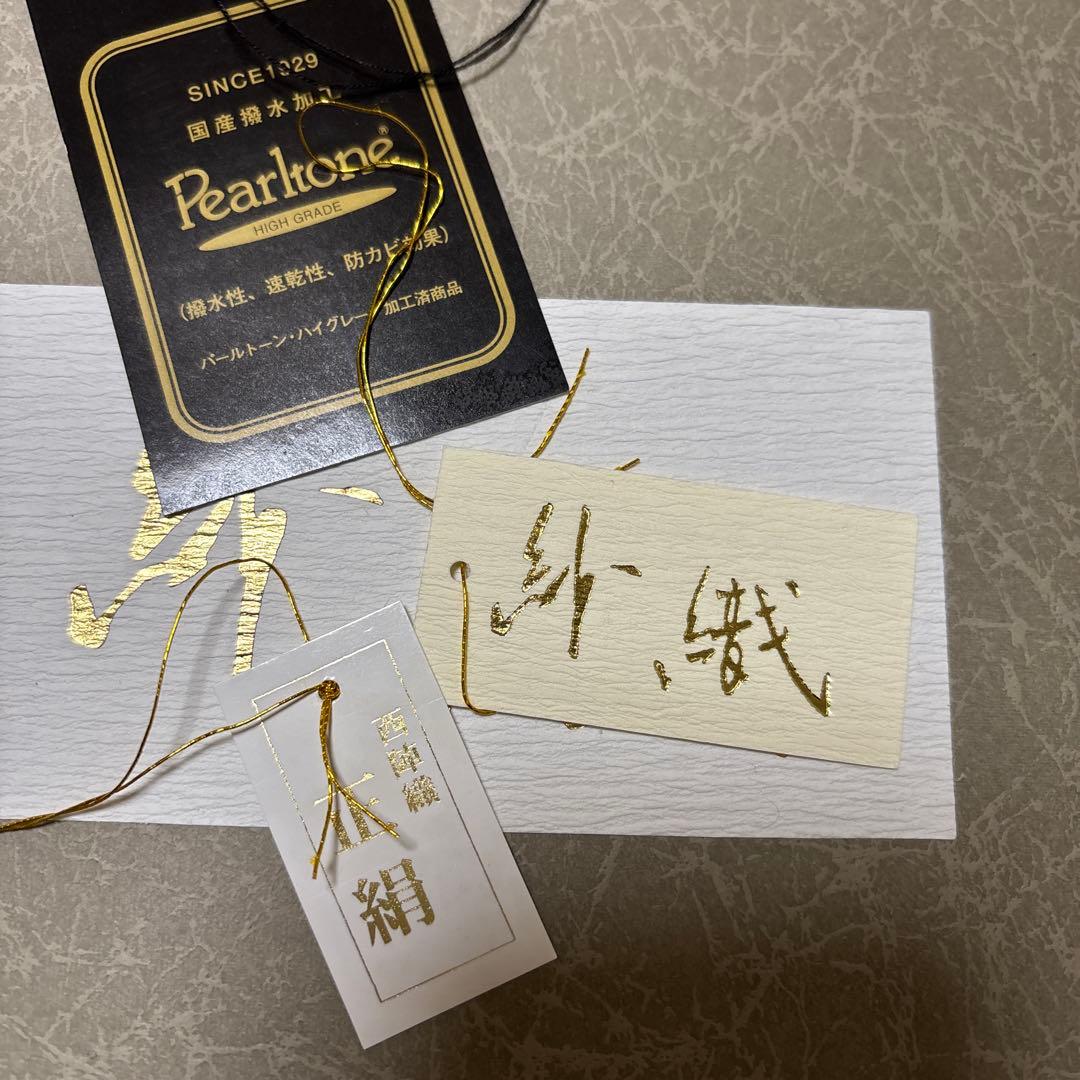 SINCE1929
国産撥水加工
Pearltone®
HIGH GRADE
(撥水性、速乾性、防カビ効果)
パールトーン・ハイグレード加工済商品
紗織
西陣織
正絹